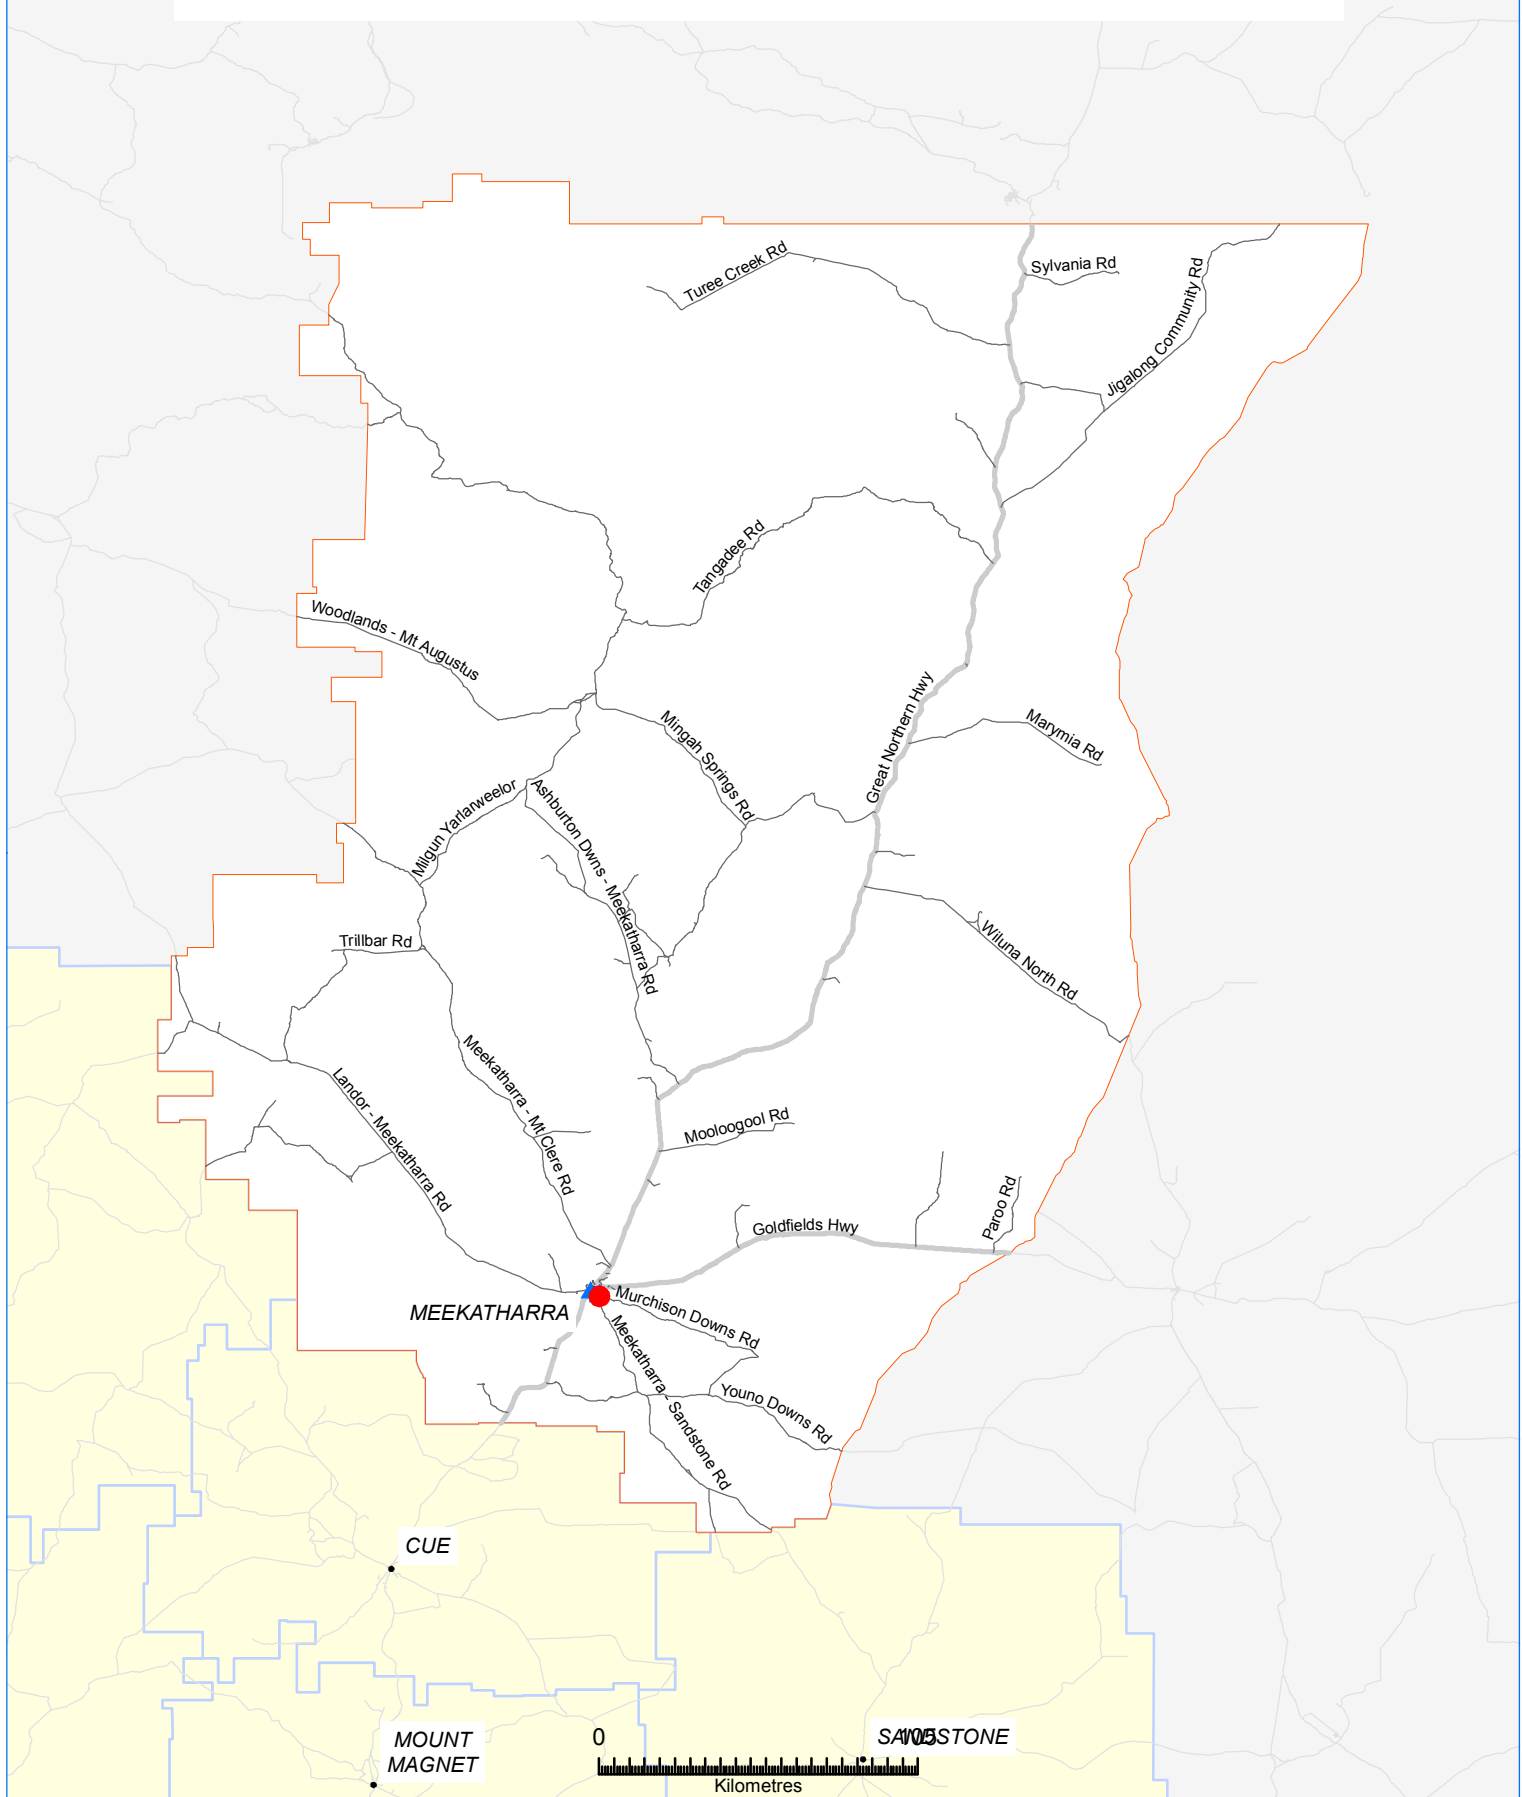 Turee Creek Rd
Sylvania Rd
Jigalong Community Rd
Tangadee Rd
Woodlands - Mt Augustus
Great Northern Hwy
Mingah Springs Rd
Marymia Rd
Milgun Yarlarweelor
Ashburton Dwns - Meekatharra Rd
Trillbar Rd
Wiluna North Rd
Meekatharra - Mt Clere Rd
Landor - Meekatharra Rd
Mooloogool Rd
Paroo Rd
Goldfields Hwy
MEEKATHARRA
Murchison Downs Rd
Meekatharra - Sandstone Rd
Youno Downs Rd
CUE
MOUNT
MAGNET
0
105
SANDSTONE
Kilometres